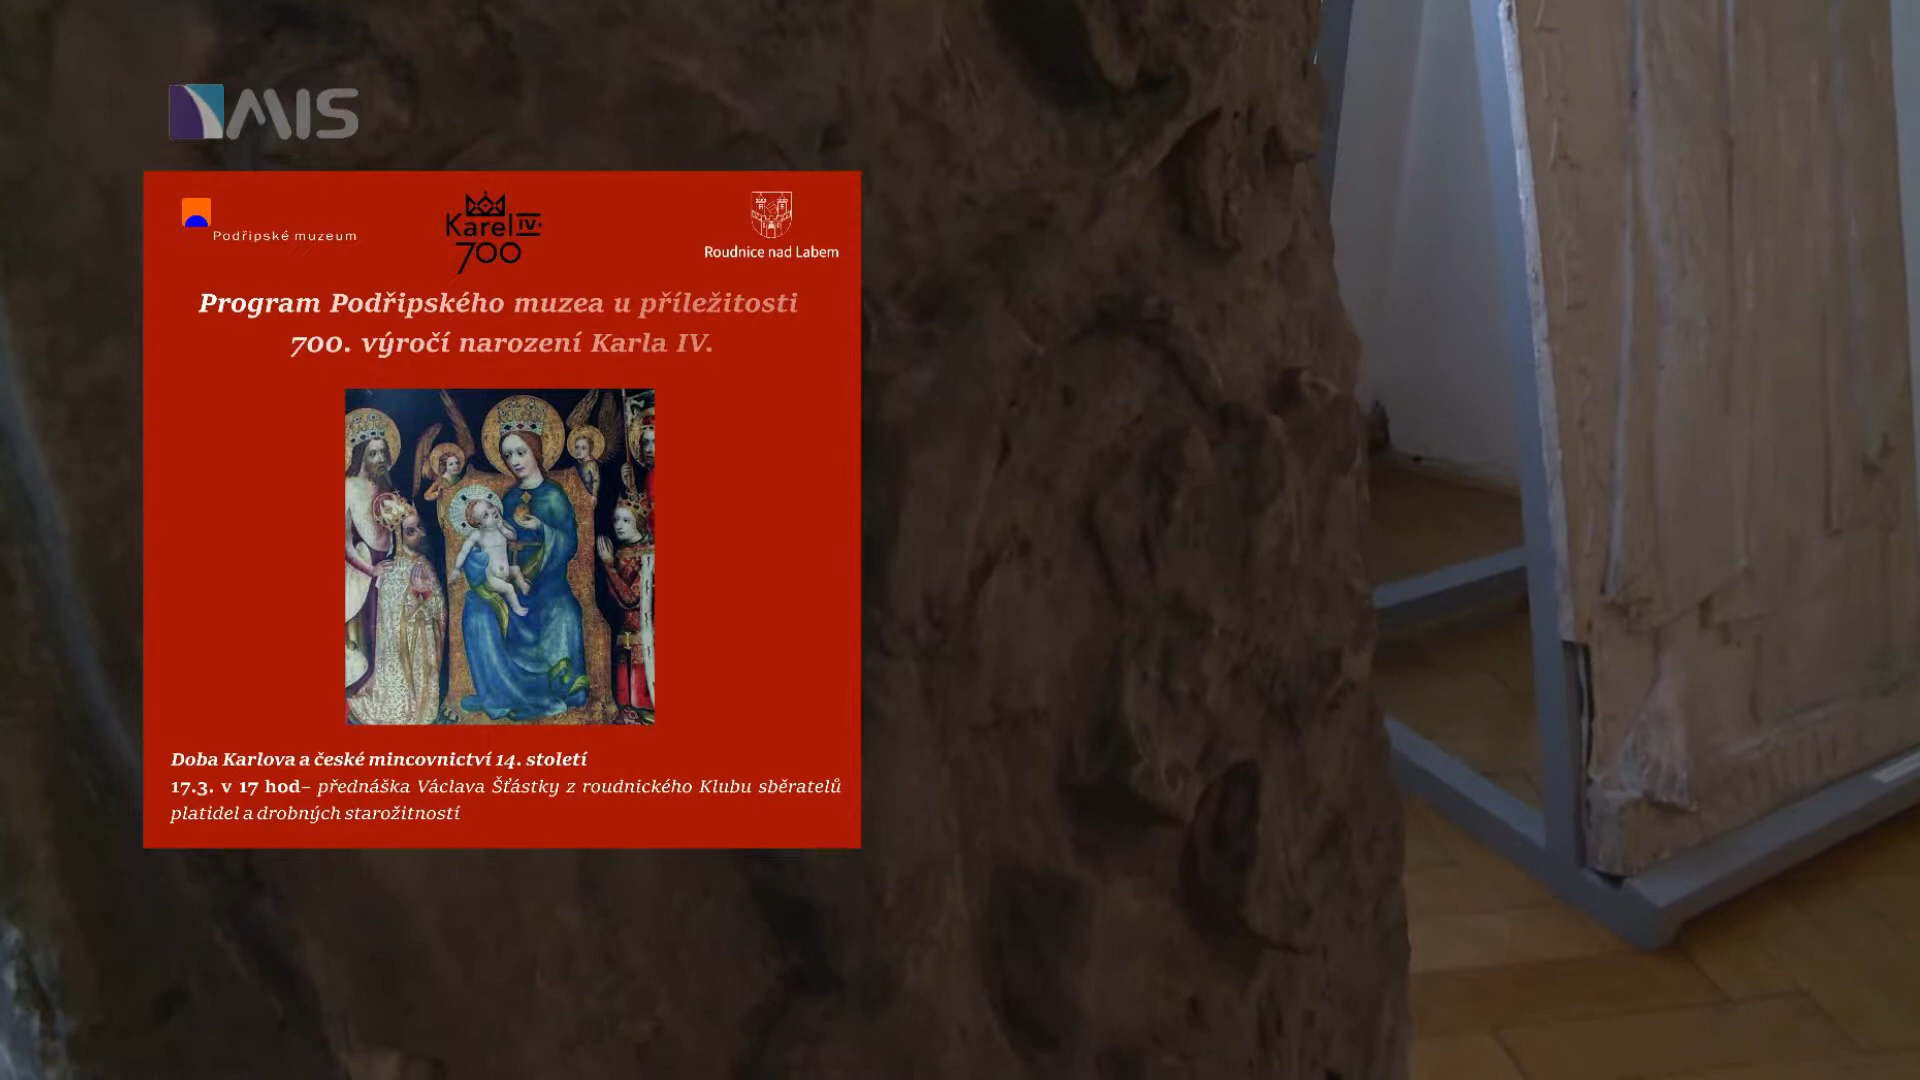 MIS
Podřipské muzeum
Karel IV.
700
Roudnice nad Labem
Program Podřipského muzea u příležitosti
700. výročí narození Karla IV.
Doba Karlova a české mincovnictví 14. století
17.3. v 17 hod– přednáška Václava Šťástky z roudnického Klubu sběratelů
platidel a drobných starožitností